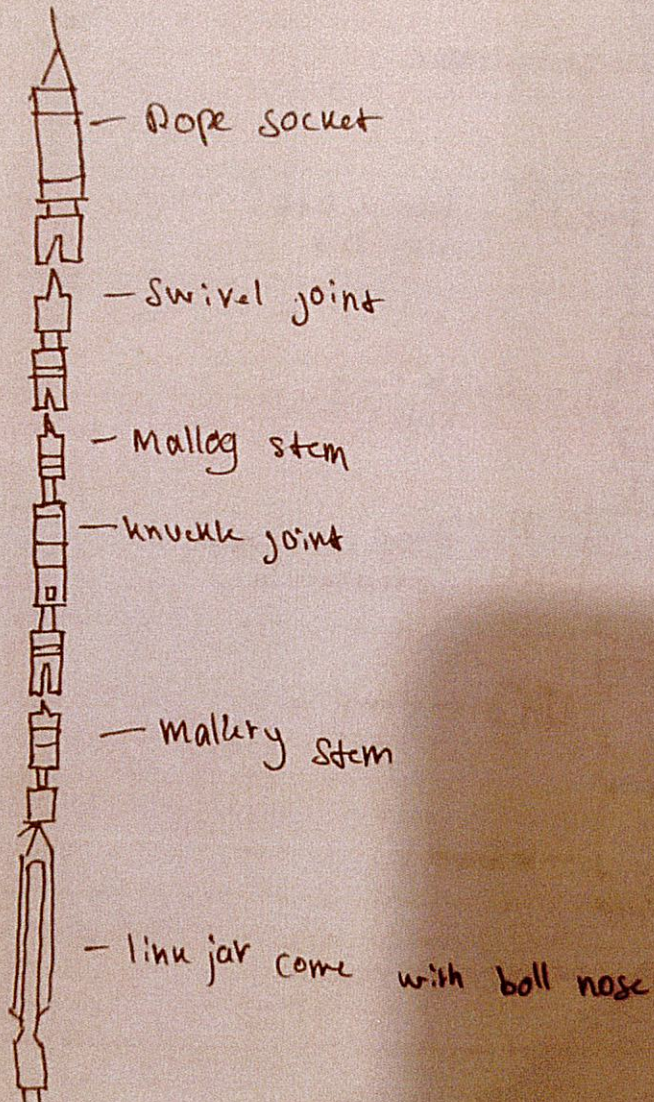 Rope socket
Swivel joint
Mallog stem
knuckle joint
mallery stem
link jar come with boll nose